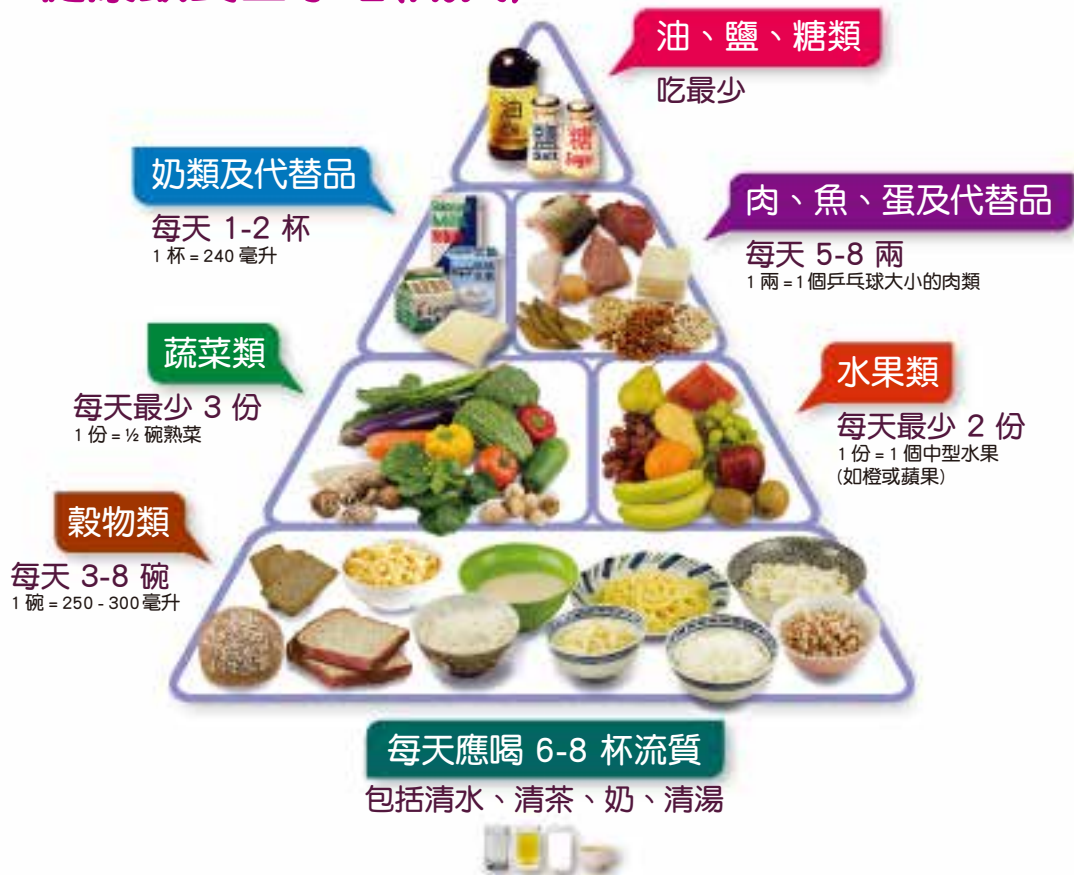 油、鹽、糖類
吃最少
油
鹽
糖
Sugar
奶類及代替品
每天 1-2 杯
1 杯 = 240 毫升
肉、魚、蛋及代替品
每天 5-8 兩
1 兩 =1個乒乓球大小的肉類
蔬菜類
每天最少 3 份
1 份 = ½ 碗熟菜
水果類
每天最少 2 份
1 份 = 1 個中型水果
(如橙或蘋果)
穀物類
每天 3-8 碗
1 碗 = 250 - 300 毫升
每天應喝 6-8 杯流質
包括清水、清茶、奶、清湯